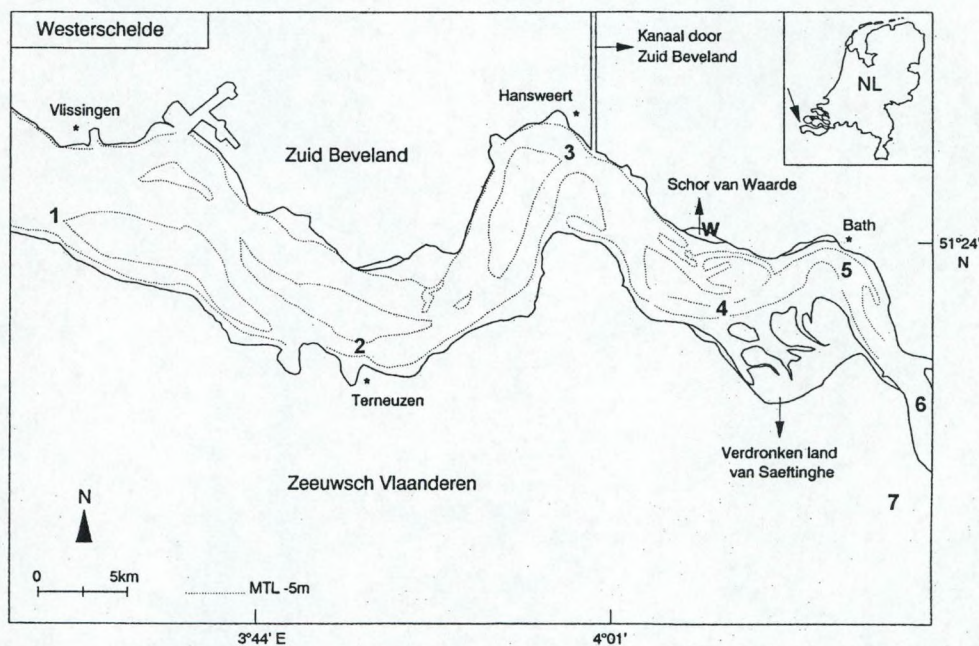 Westerschelde
Kanaal door
Zuid Beveland
NL
Vlissingen
*
Hansweert
*
Zuid Beveland
3
Schor van Waarde
W
Bath
*
1
51°24'
N
5
4
2
*
Terneuzen
6
Verdronken land
van Saeftinghe
Zeeuwsch Vlaanderen
7
N
0 5km
MTL -5m
3°44' E
4°01'